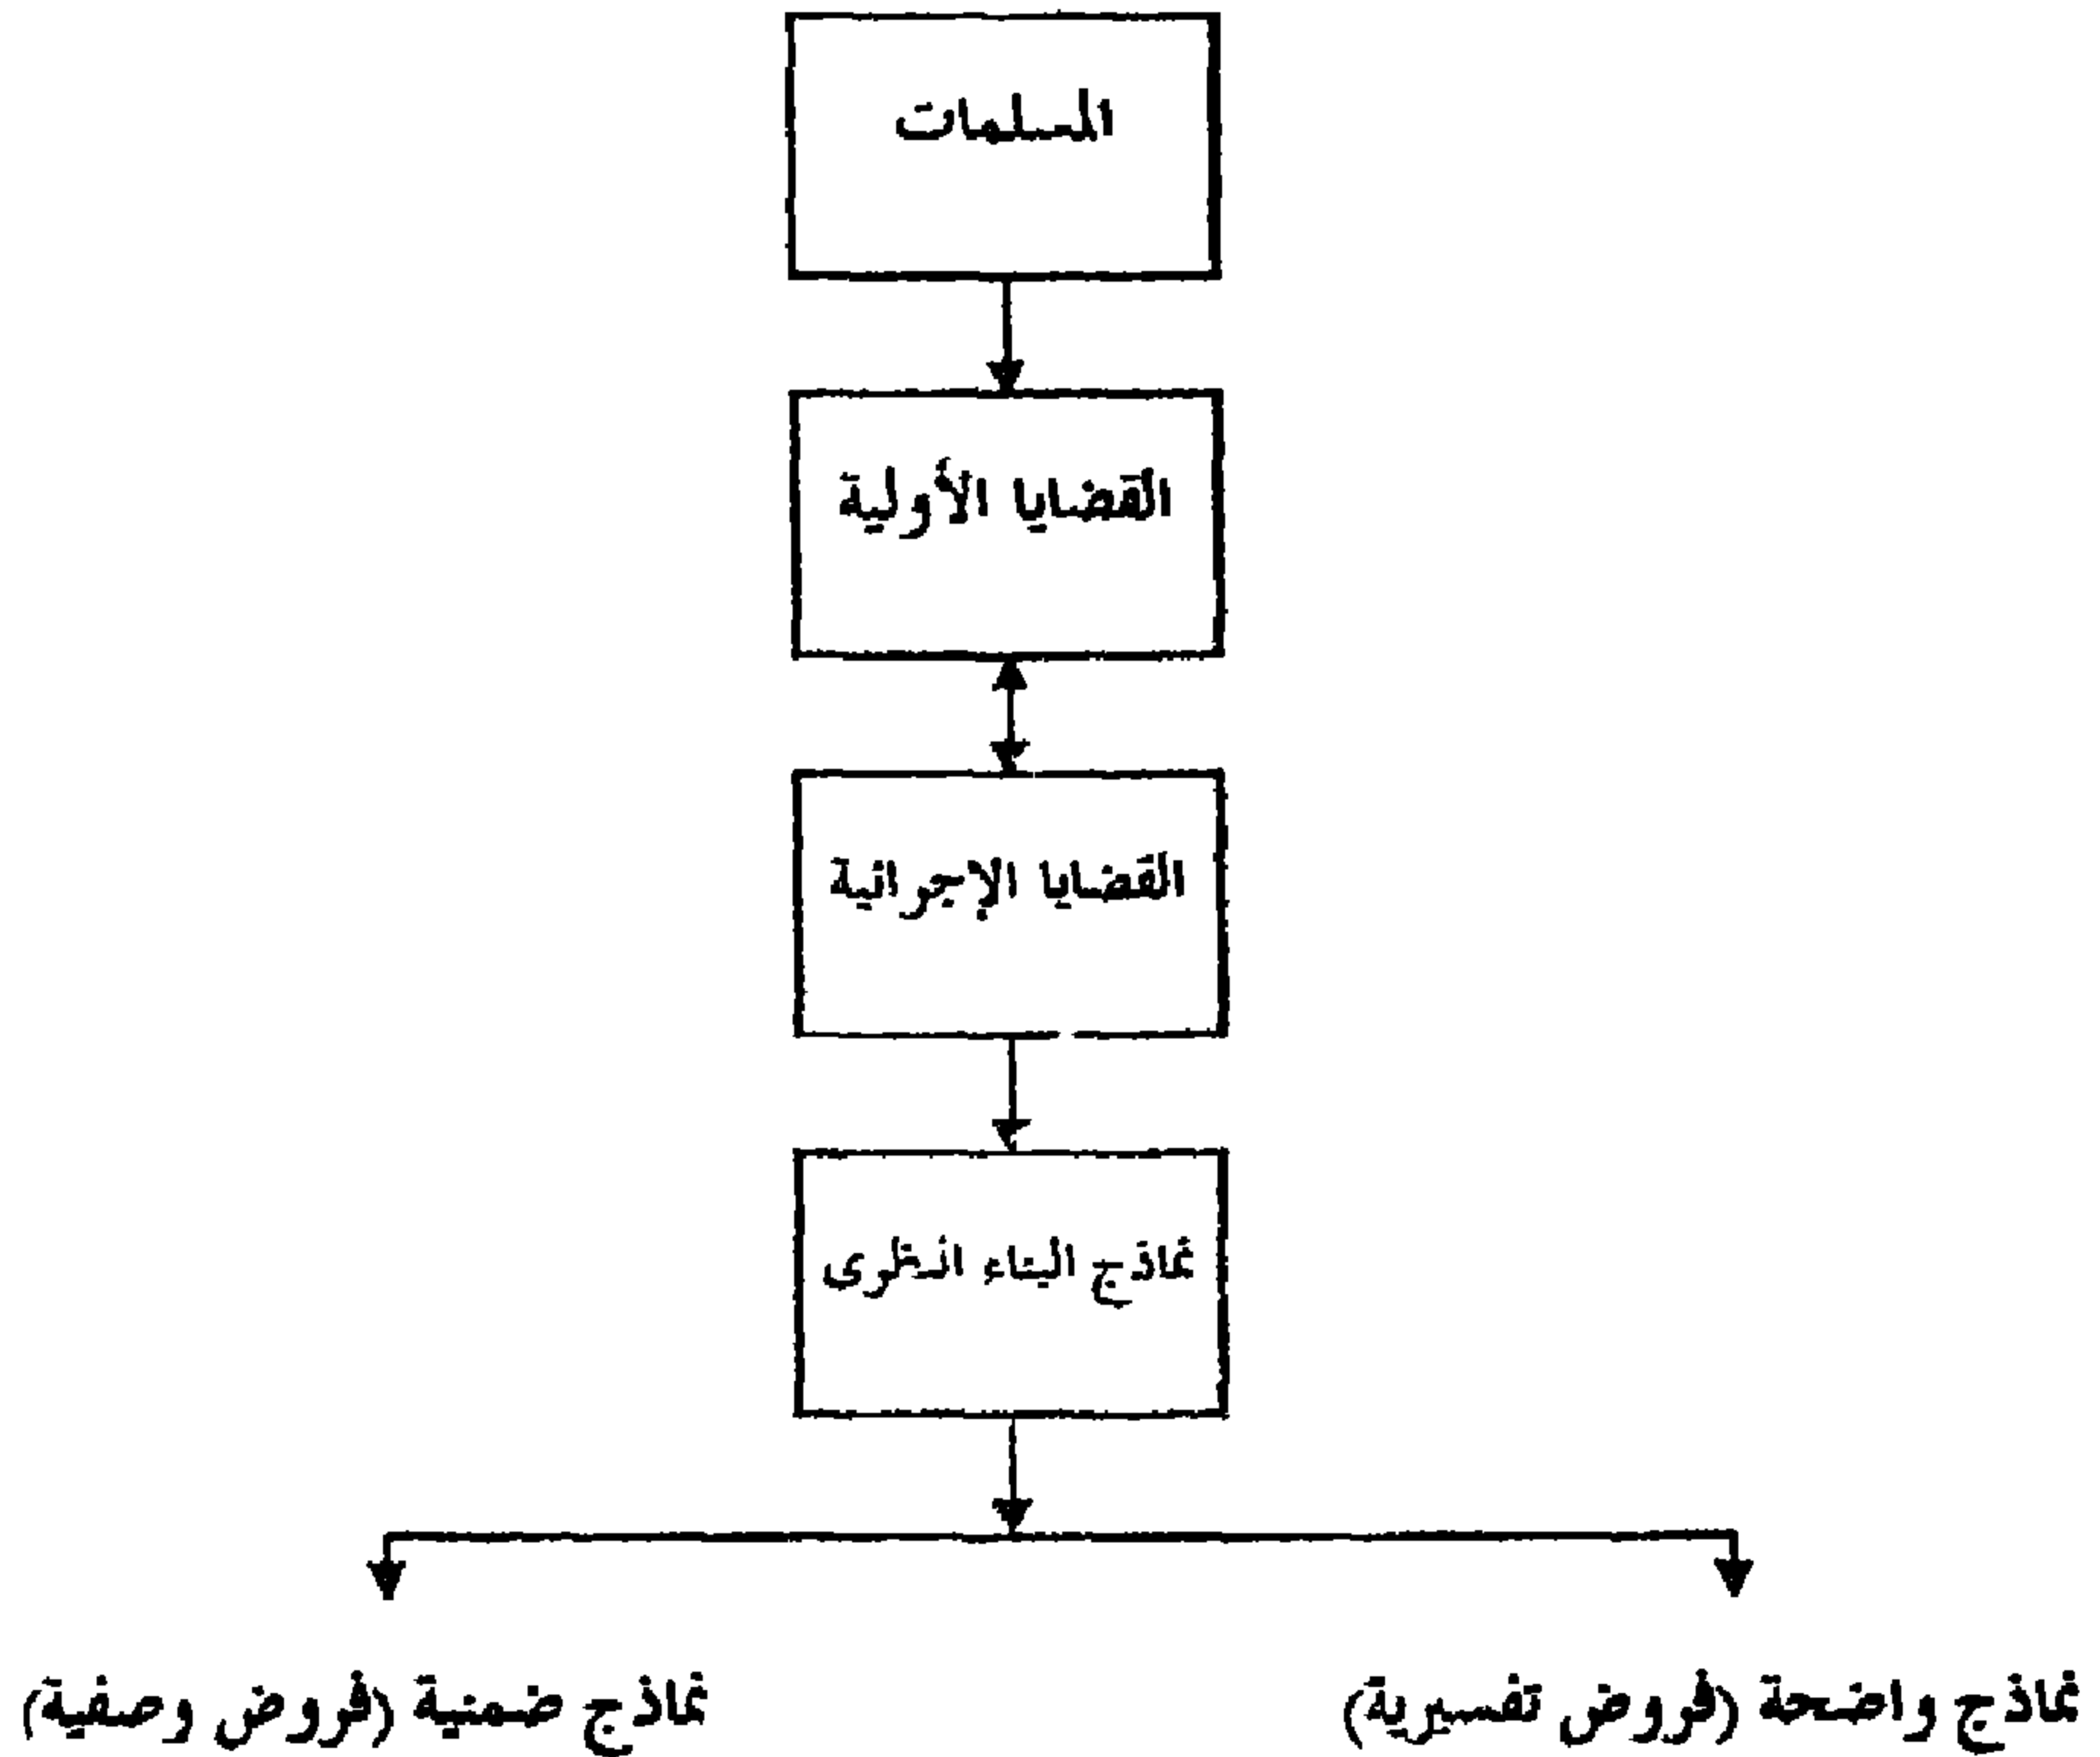 المسلمات
القضايا الأولية
القضايا الإجرائية
نماذج البناء النظرى
نماذج واضحة (فروض تفسيرية)
نماذج ضمنية (فروض وصفية)